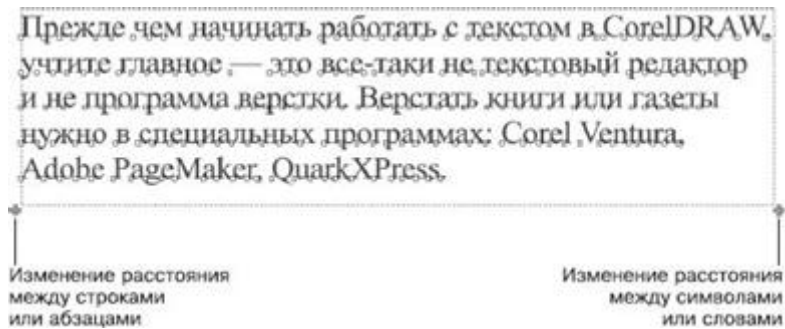 Прежде чем начинать работать с текстом в CorelDRAW,
учтите главное — это все-таки не текстовый редактор
и не программа верстки. Верстать книги или газеты
нужно в специальных программах: Corel Ventura,
Adobe PageMaker, QuarkXPress.
Изменение расстояния
между строками
или абзацами
Изменение расстояния
между символами
или словами